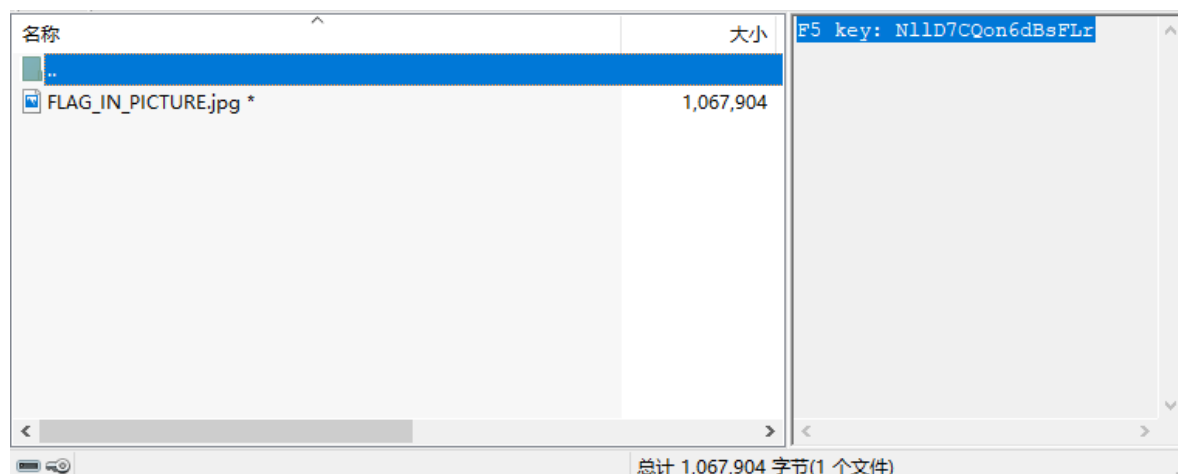 名称 大小
F5 key: NllD7CQon6dBsFLr
..
FLAG_IN_PICTURE.jpg * 1,067,904
总计 1,067,904 字节(1 个文件)